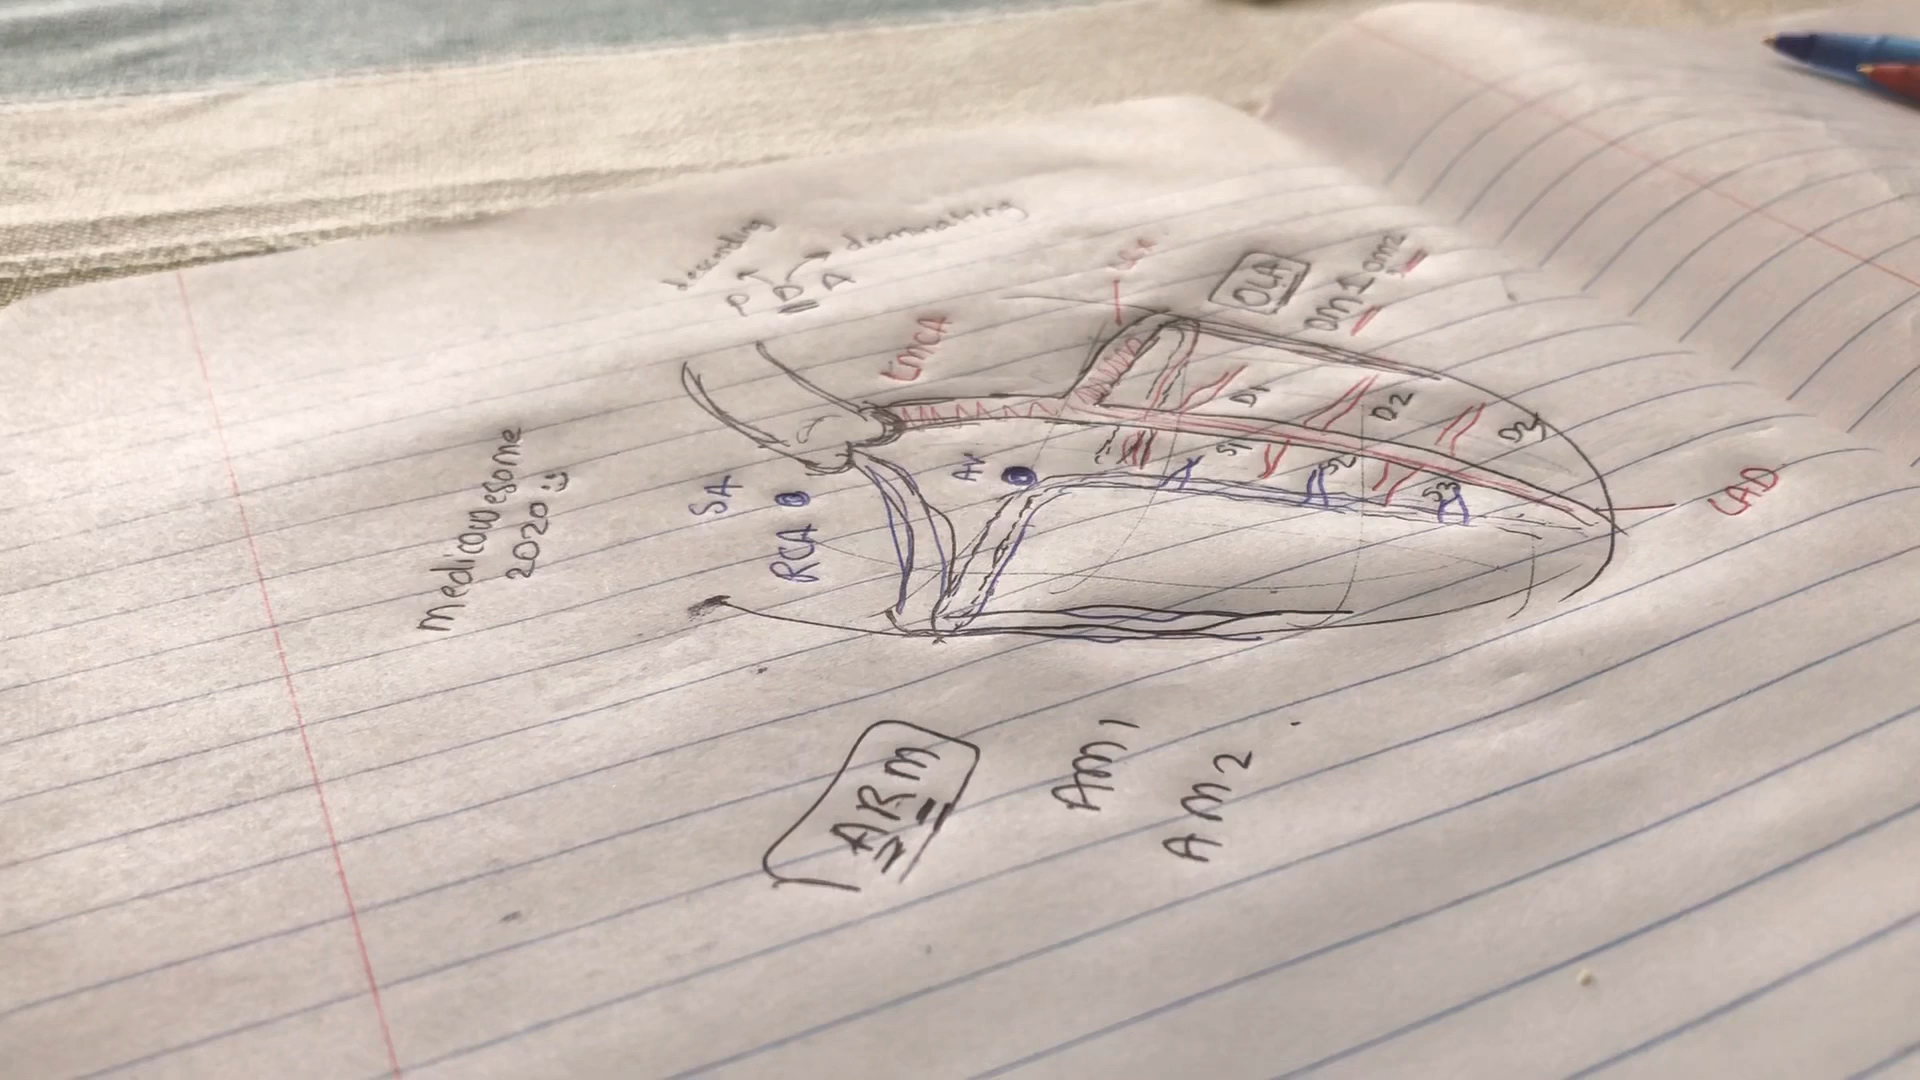 medicowesome
2020
descending
P D A
dominating
LMCA
LCX
OLA
OM1 OM2
D1
D2
S1
S2
S3
LAD
AV
SA
RCA
ARM
AM1
AM2